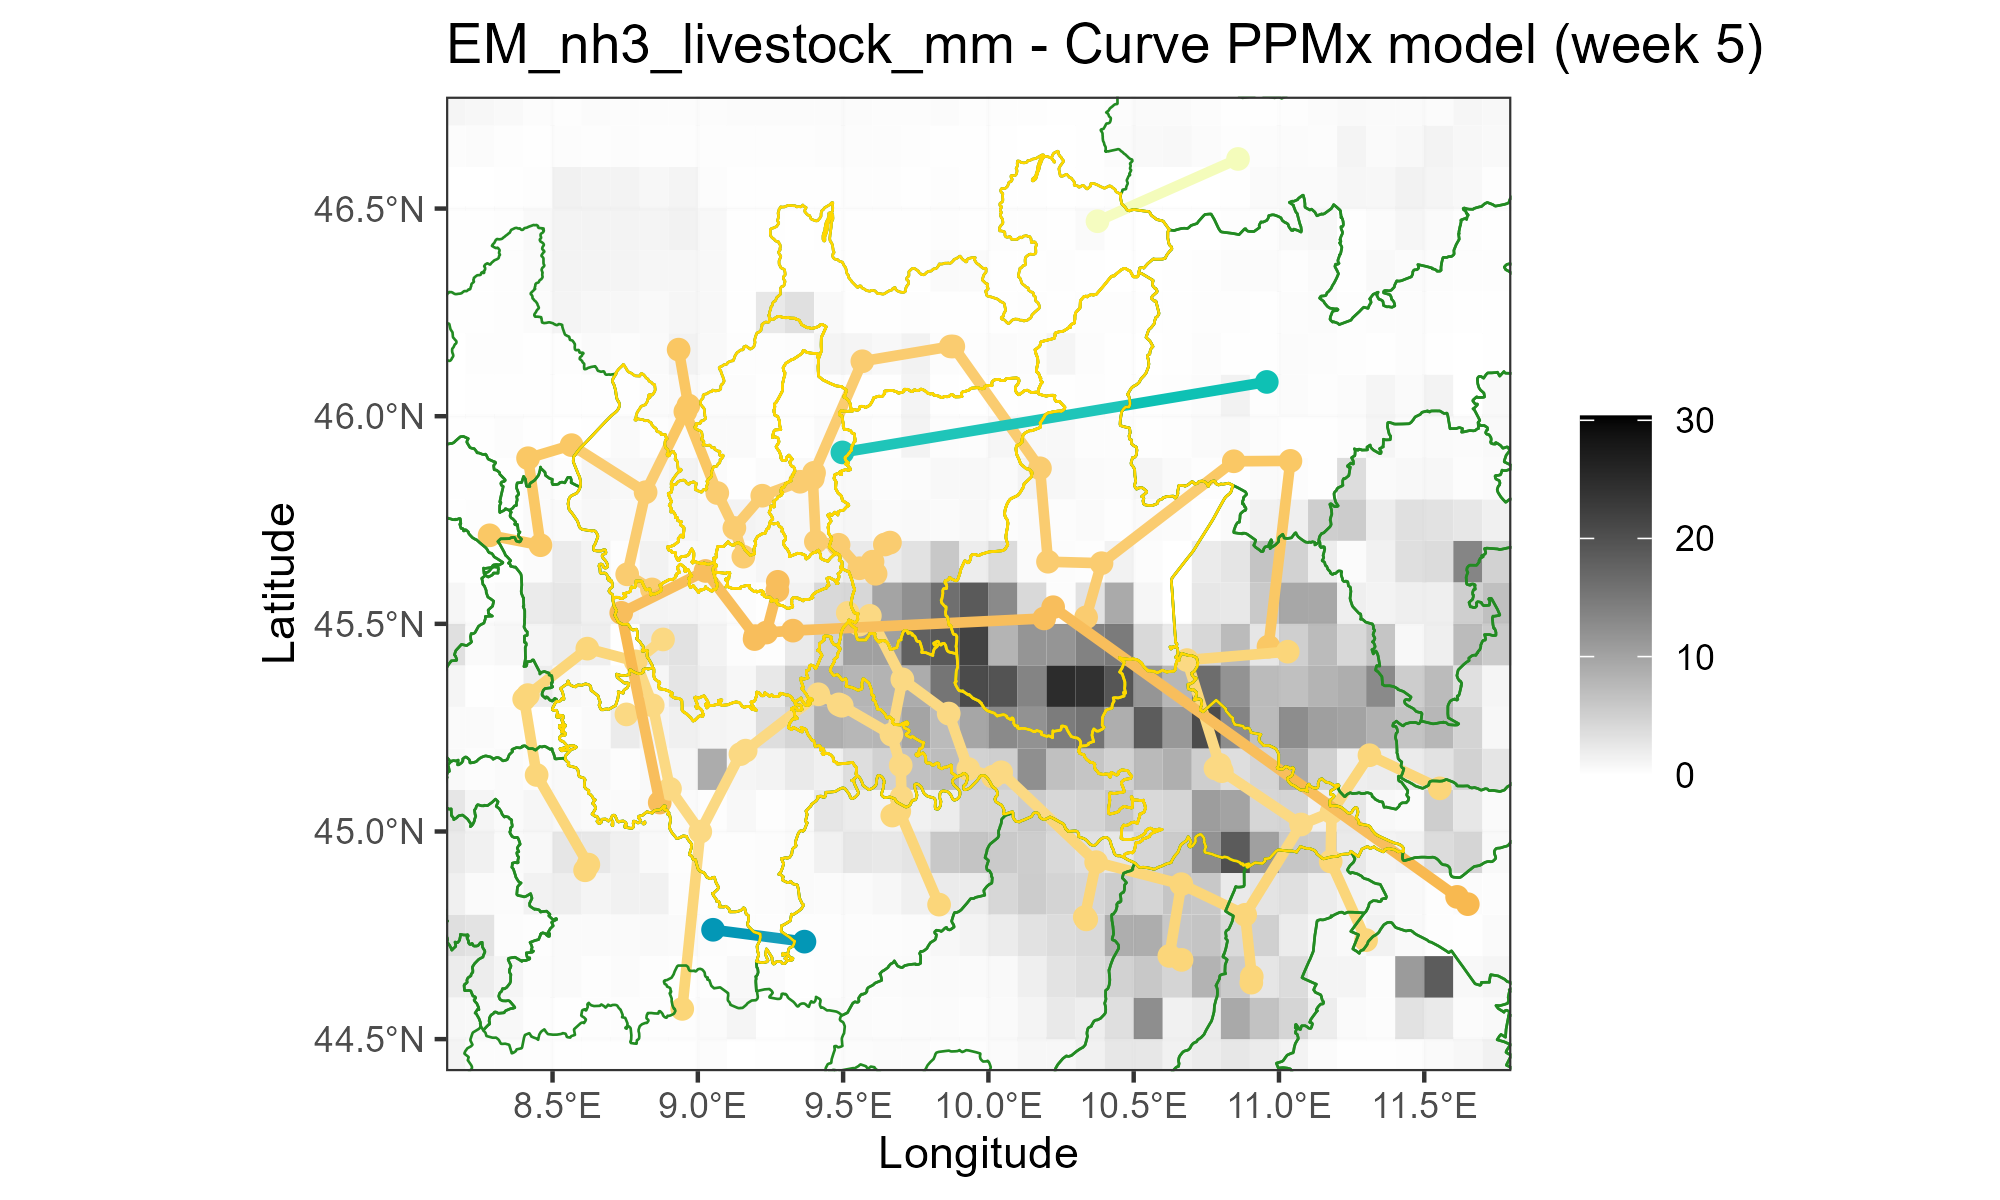 EM_nh3_livestock_mm - Curve PPMx model (week 5)
46.5°N
46.0°N
45.5°N
45.0°N
44.5°N
Latitude
8.5°E 9.0°E 9.5°E 10.0°E 10.5°E 11.0°E 11.5°E
Longitude
30
20
10
0